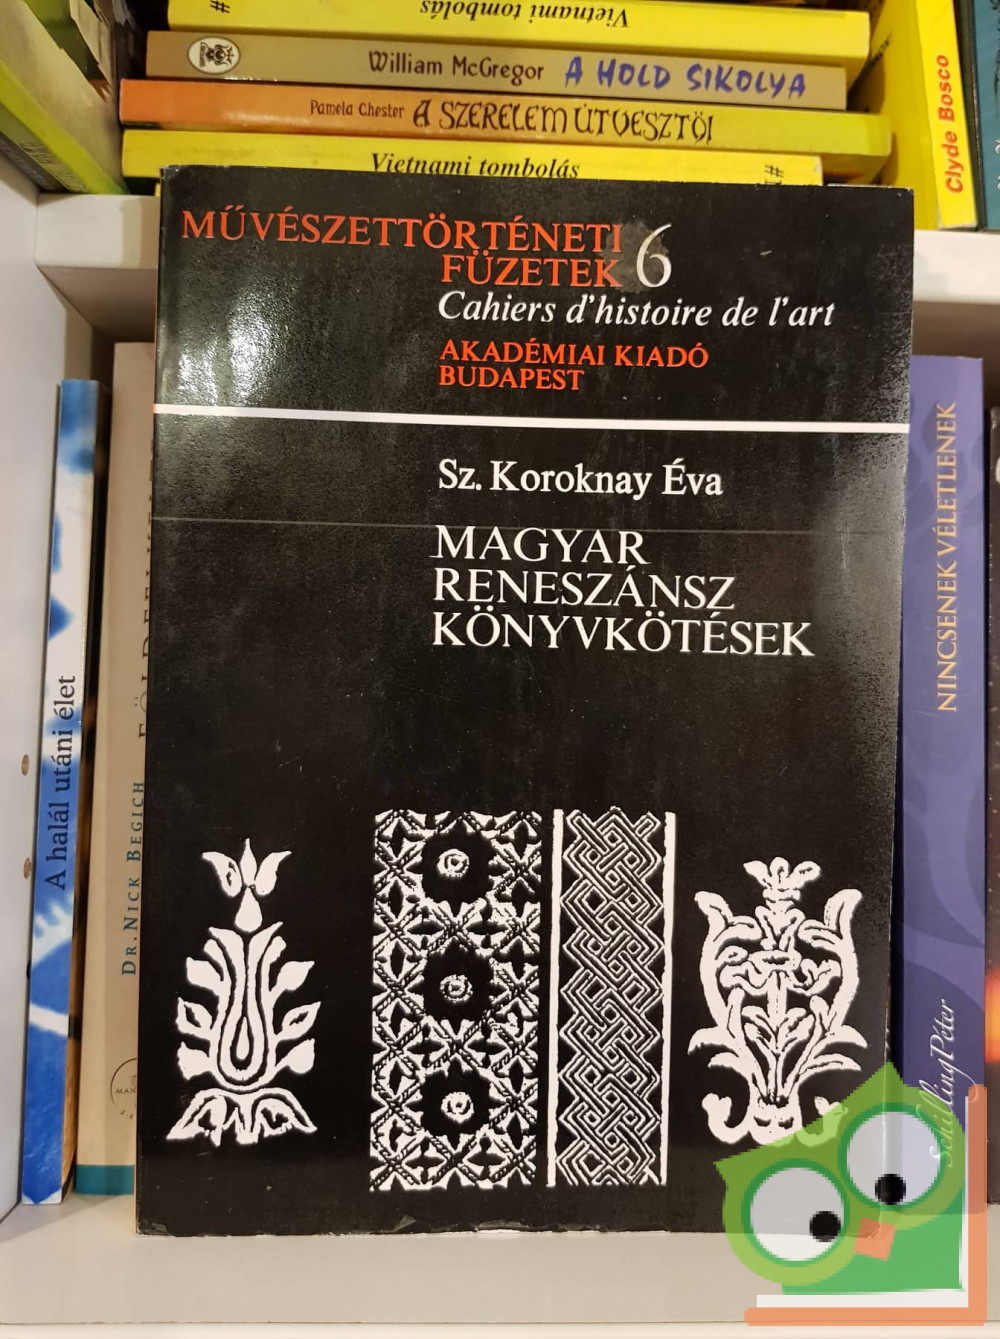 Vietnami tombolás
#
William McGregor A HOLD SIKOLYA
Pamela Chester A SZERELEM ÚTVESZTŐI
Vietnami tombolás
Clyde Bosco
MŰVÉSZETTÖRTÉNETI
FÜZETEK 6
Cahiers d'histoire de l'art
AKADÉMIAI KIADÓ
BUDAPEST
Sz. Koroknay Éva
MAGYAR
RENESZÁNSZ
KÖNYVKÖTÉSEK
A halál utáni élet
DR. NICK BEGICH
NINCSENEK VÉLETLENEK
Schilling Péter